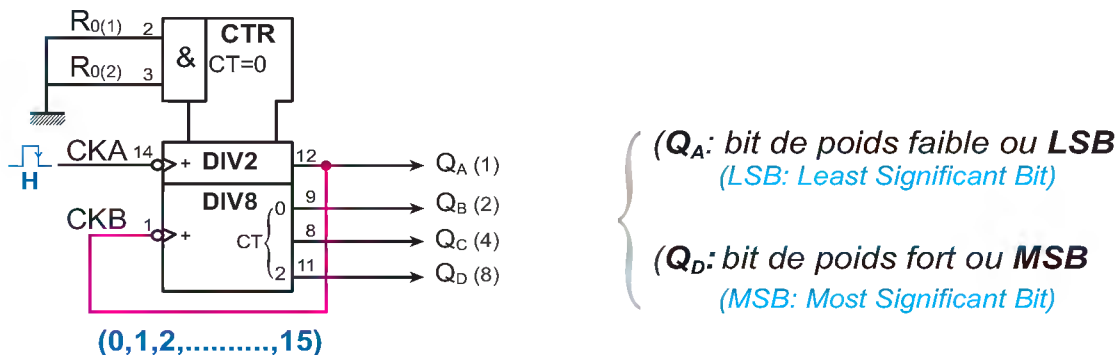 R0(1) 2
R0(2) 3
&
CTR
CT=0
CKA 14
+
DIV2
12
QA (1)
H
DIV8
CKB 1
+
CT
0
2
9
QB (2)
8
QC (4)
11
QD (8)
(0,1,2,..........,15)
(QA: bit de poids faible ou LSB
(LSB: Least Significant Bit)
(QD: bit de poids fort ou MSB
(MSB: Most Significant Bit)